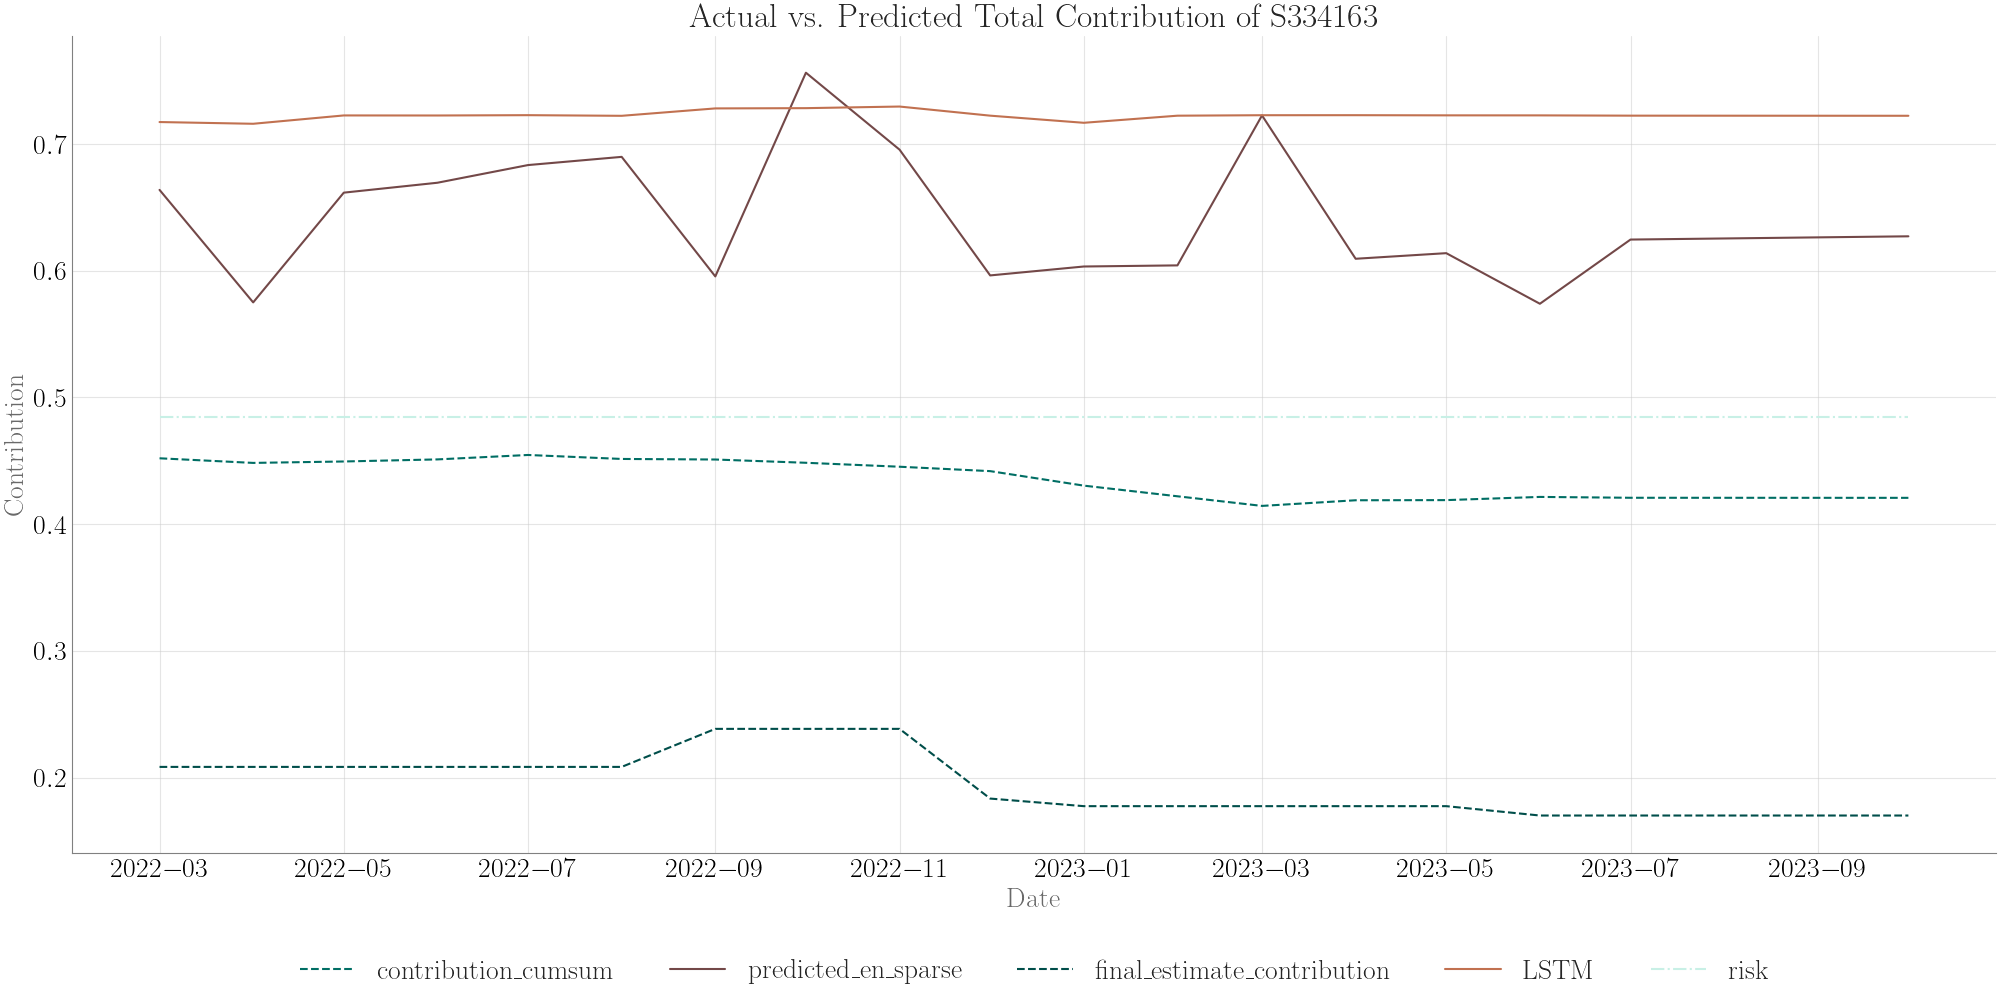 Actual vs. Predicted Total Contribution of S334163
Contribution
0.7
0.6
0.5
0.4
0.3
0.2
2022−03 2022−05 2022−07 2022−09 2022−11 2023−01 2023−03 2023−05 2023−07 2023−09
Date
contribution_cumsum predicted_en_sparse final_estimate_contribution LSTM risk